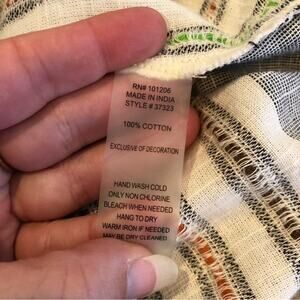 RN# 101206
MADE IN INDIA
STYLE # 37323
100% COTTON
EXCLUSIVE OF DECORATION
HAND WASH COLD
ONLY NON CHLORINE
BLEACH WHEN NEEDED
HANG TO DRY
WARM IRON IF NEEDED
MAY BE DRY CLEANED